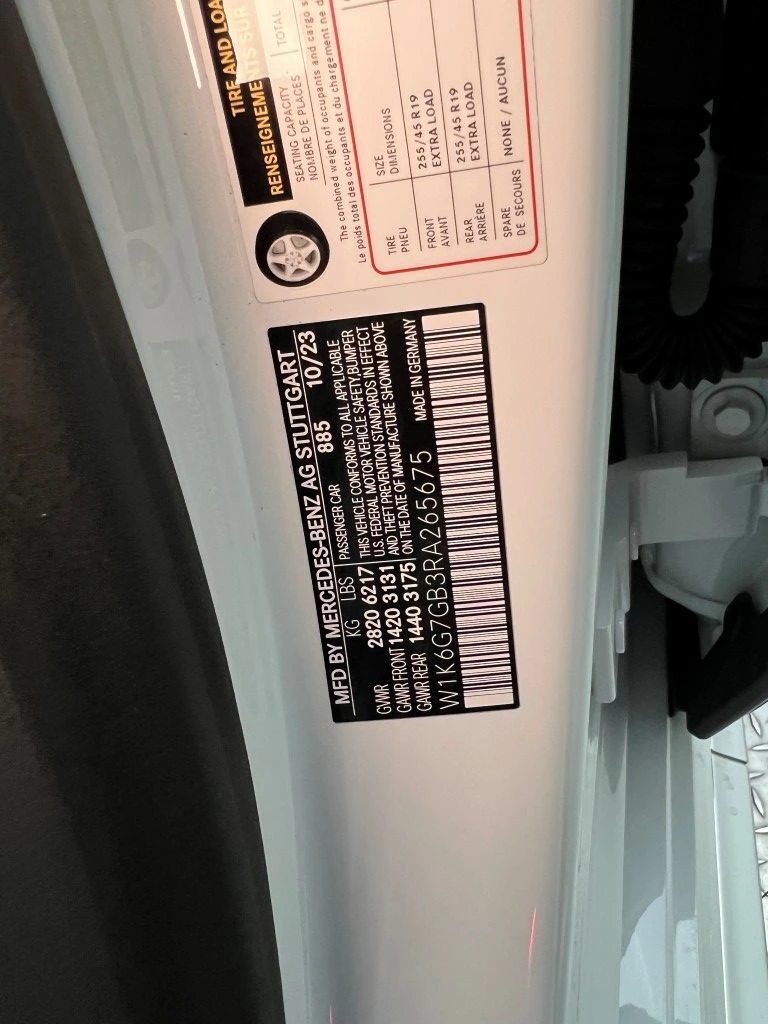 TIRE AND LOA
RENSEIGNEMENTS SUR
SEATING CAPACITY
NOMBRE DE PLACES
TOTAL
The combined weight of occupants and cargo s
Le poids total des occupants et du chargement ne d
TIRE SIZE
PNEU DIMENSIONS
FRONT 255/45 R19
AVANT EXTRA LOAD
REAR 255/45 R19
ARRIÈRE EXTRA LOAD
SPARE NONE / AUCUN
DE SECOURS
MFD BY MERCEDES-BENZ AG STUTTGART
KG LBS PASSENGER CAR 885 10/23
GVWR 2820 6217 THIS VEHICLE CONFORMS TO ALL APPLICABLE
U.S. FEDERAL MOTOR VEHICLE SAFETY, BUMPER
GAWR FRONT 1420 3131 AND THEFT PREVENTION STANDARDS IN EFFECT
GAWR REAR 1440 3175 ON THE DATE OF MANUFACTURE SHOWN ABOVE
W1K6G7GB3RA265675 MADE IN GERMANY